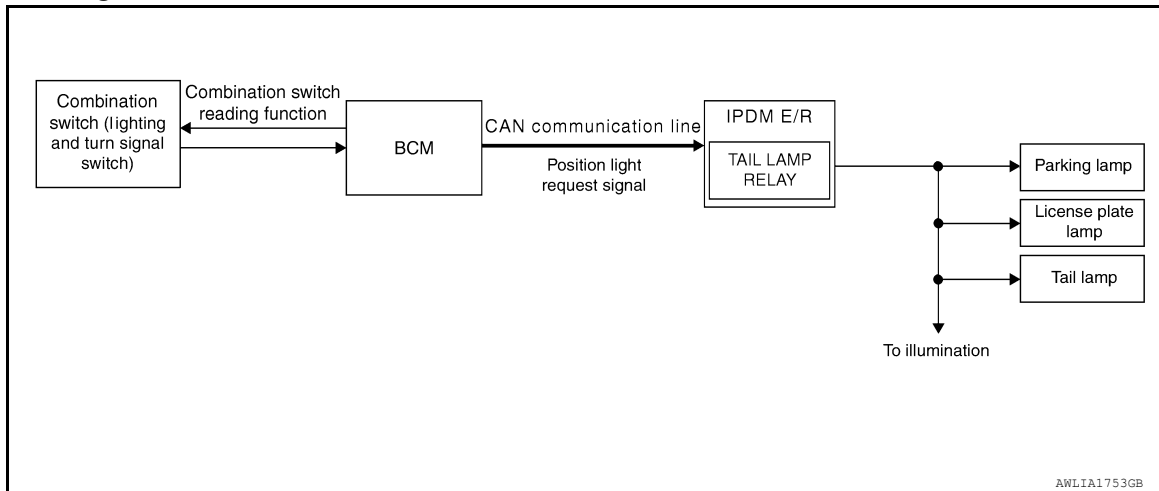 Combination
switch (lighting
and turn signal
switch)
Combination switch
reading function
BCM
CAN communication line
Position light
request signal
IPDM E/R
TAIL LAMP
RELAY
Parking lamp
License plate
lamp
Tail lamp
To illumination
AWLIA1753GB